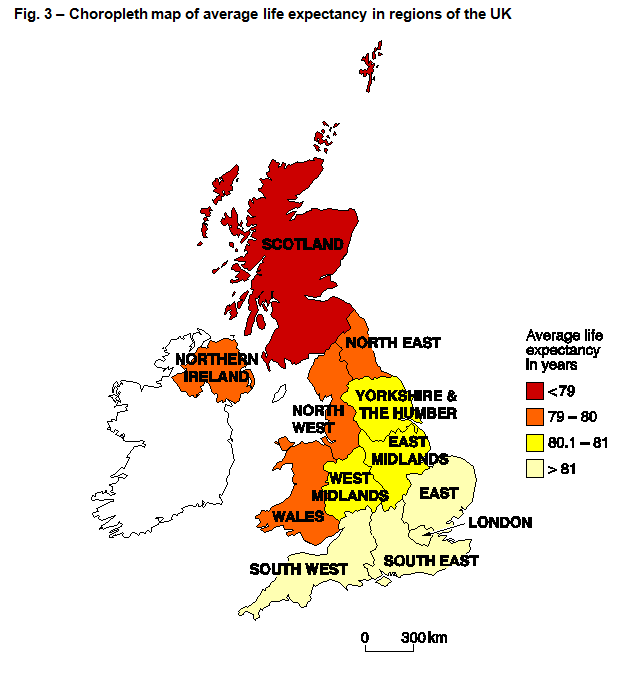 Fig. 3 – Choropleth map of average life expectancy in regions of the UK
SCOTLAND
NORTH EAST
NORTHERN
IRELAND
YORKSHIRE &
THE HUMBER
NORTH
WEST
EAST
MIDLANDS
WEST
MIDLANDS
EAST
WALES
LONDON
SOUTH EAST
SOUTH WEST
Average life
expectancy
in years
<79
79 – 80
80.1 – 81
> 81
0 300 km